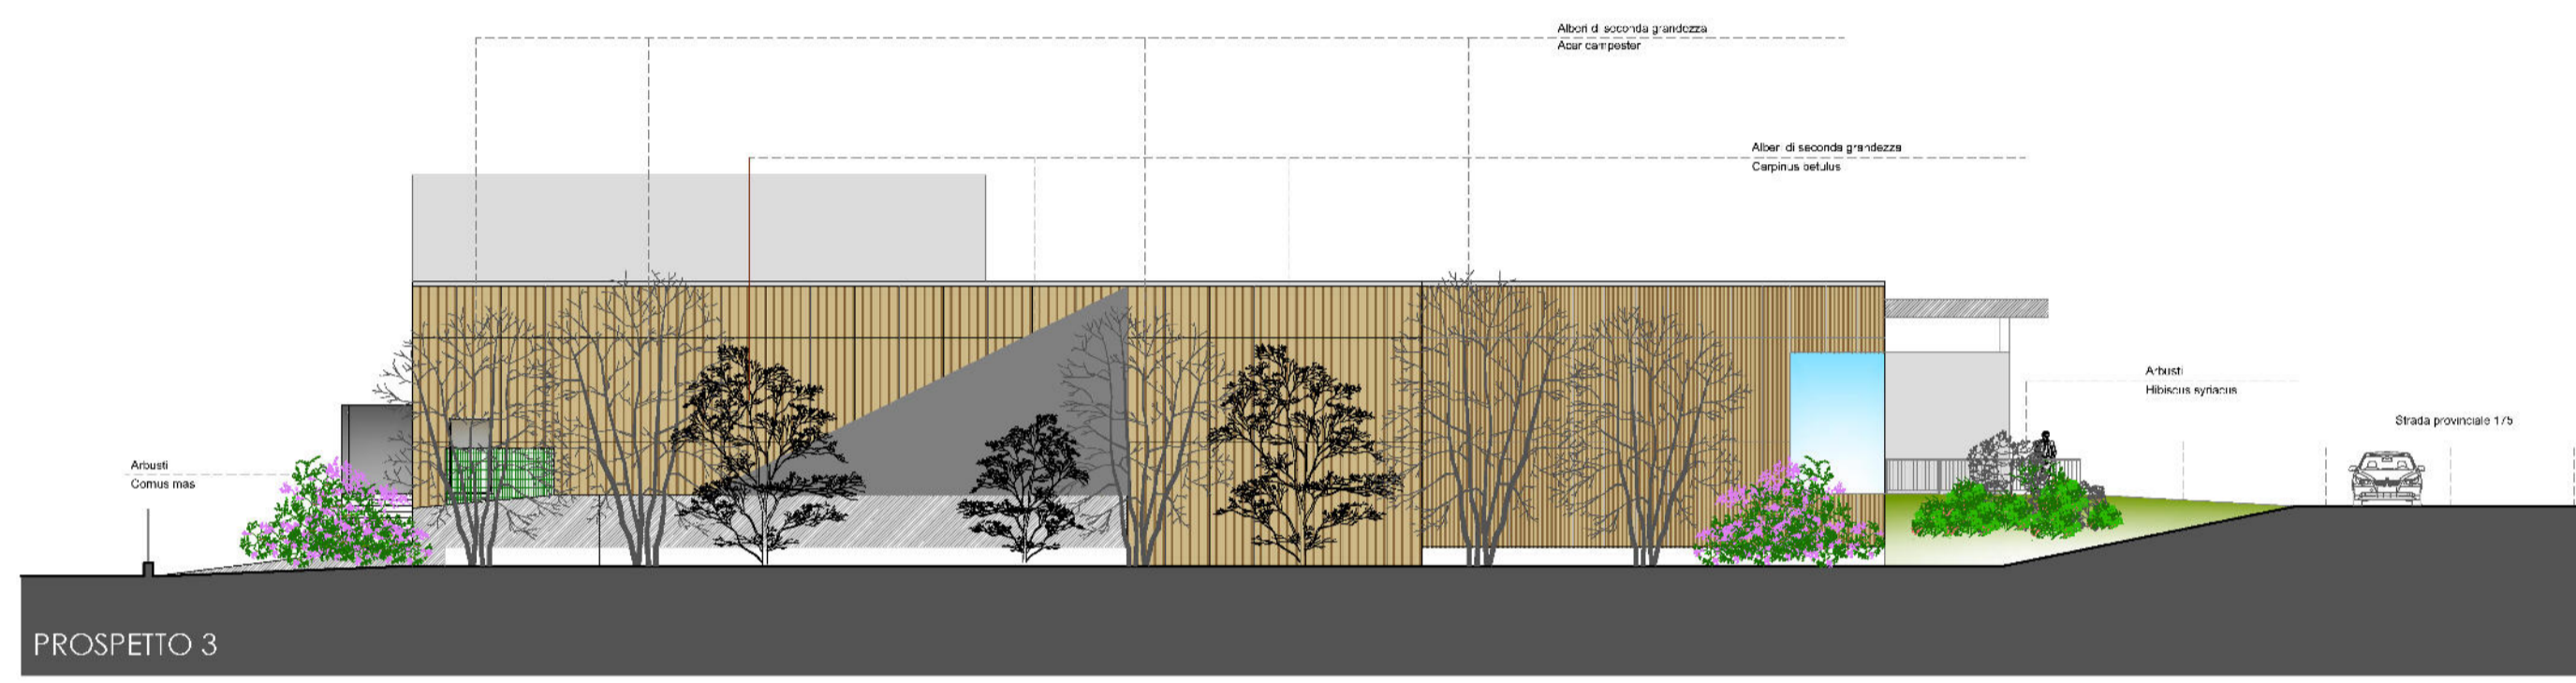 Alberi di seconda grandezza
Acer campester
Alberi di seconda grandezza
Carpinus betulus
Arbusti
Hibiscus syriacus
Strada provinciale 175
Arbusti
Cornus mas
PROSPETTO 3